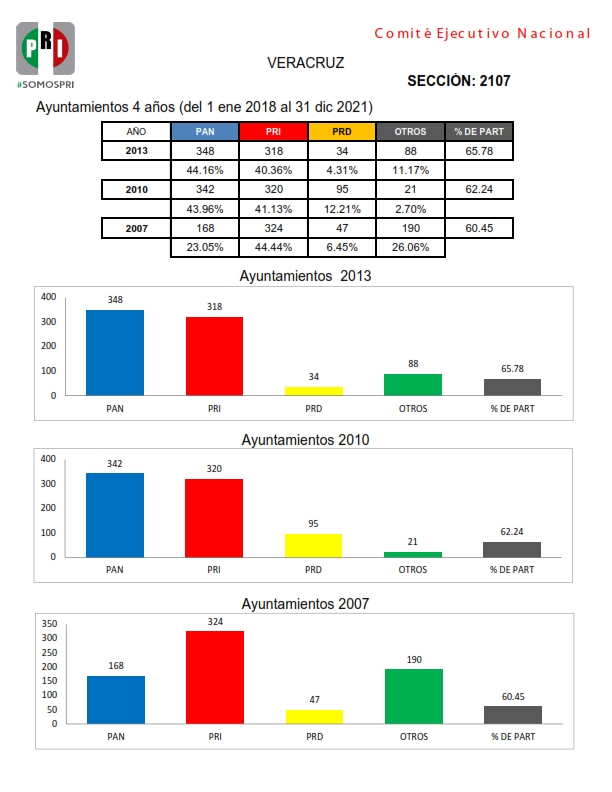 Comité Ejecutivo Nacional
PRI
#SOMOSPRI
VERACRUZ
SECCIÓN: 2107
Ayuntamientos 4 años (del 1 ene 2018 al 31 dic 2021)
AÑO PAN PRI PRD OTROS % DE PART
2013 348 318 34 88 65.78
44.16% 40.36% 4.31% 11.17%
2010 342 320 95 21 62.24
43.96% 41.13% 12.21% 2.70%
2007 168 324 47 190 60.45
23.05% 44.44% 6.45% 26.06%
Ayuntamientos 2013
400
300
200
100
0
348 318 34 88 65.78
PAN PRI PRD OTROS % DE PART
Ayuntamientos 2010
400
300
200
100
0
342 320 95 21 62.24
PAN PRI PRD OTROS % DE PART
Ayuntamientos 2007
350
300
250
200
150
100
50
0
168 324 47 190 60.45
PAN PRI PRD OTROS % DE PART